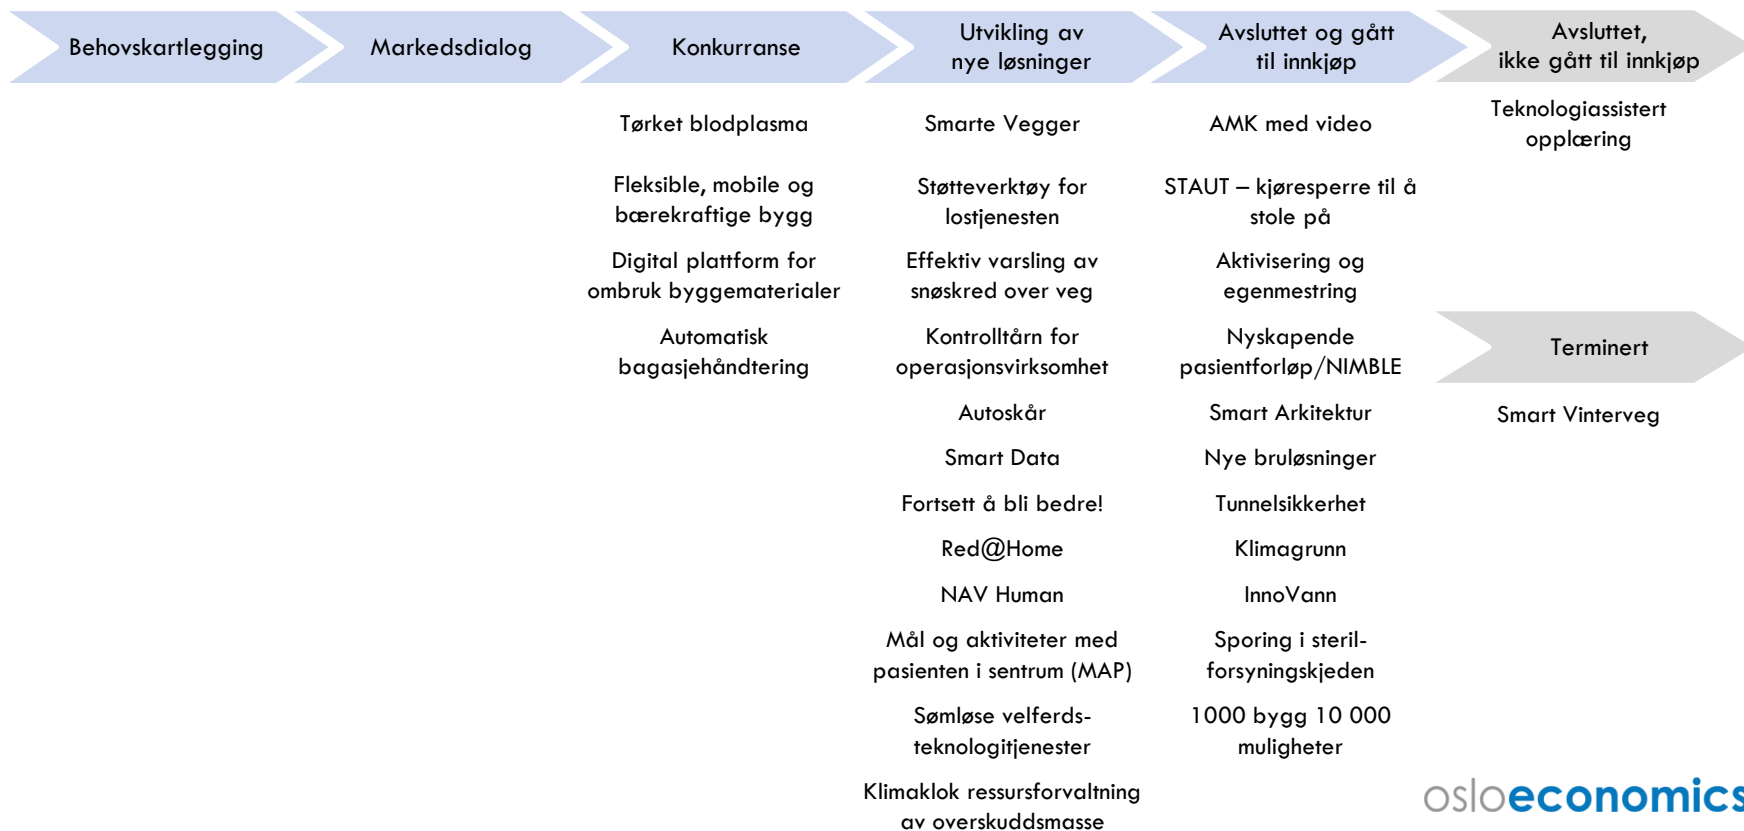 Behovskartlegging
Markedsdialog
Konkurranse
Utvikling av
nye løsninger
Avsluttet og gått
til innkjøp
Avsluttet,
ikke gått til innkjøp
Tørket blodplasma
Fleksible, mobile og
bærekraftige bygg
Digital plattform for
ombruk byggematerialer
Automatisk
bagasjehåndtering
Smarte Vegger
Støtteverktøy for
lostjenesten
Effektiv varsling av
snøskred over veg
Kontrolltårn for
operasjonsvirksomhet
Autoskår
Smart Data
Fortsett å bli bedre!
Red@Home
NAV Human
Mål og aktiviteter med
pasienten i sentrum (MAP)
Sømløse velferds-
teknologitjenester
Klimaklok ressursforvaltning
av overskuddsmasse
AMK med video
STAUT – kjøresperre til å
stole på
Aktivisering og
egenmestring
Nyskapende
pasientforløp/NIMBLE
Smart Arkitektur
Nye bruløsninger
Tunnelsikkerhet
Klimagrunn
InnoVann
Sporing i steril-
forsyningskjeden
1000 bygg 10 000
muligheter
Teknologiassistert
opplæring
Terminert
Smart Vinterveg
osloeconomics